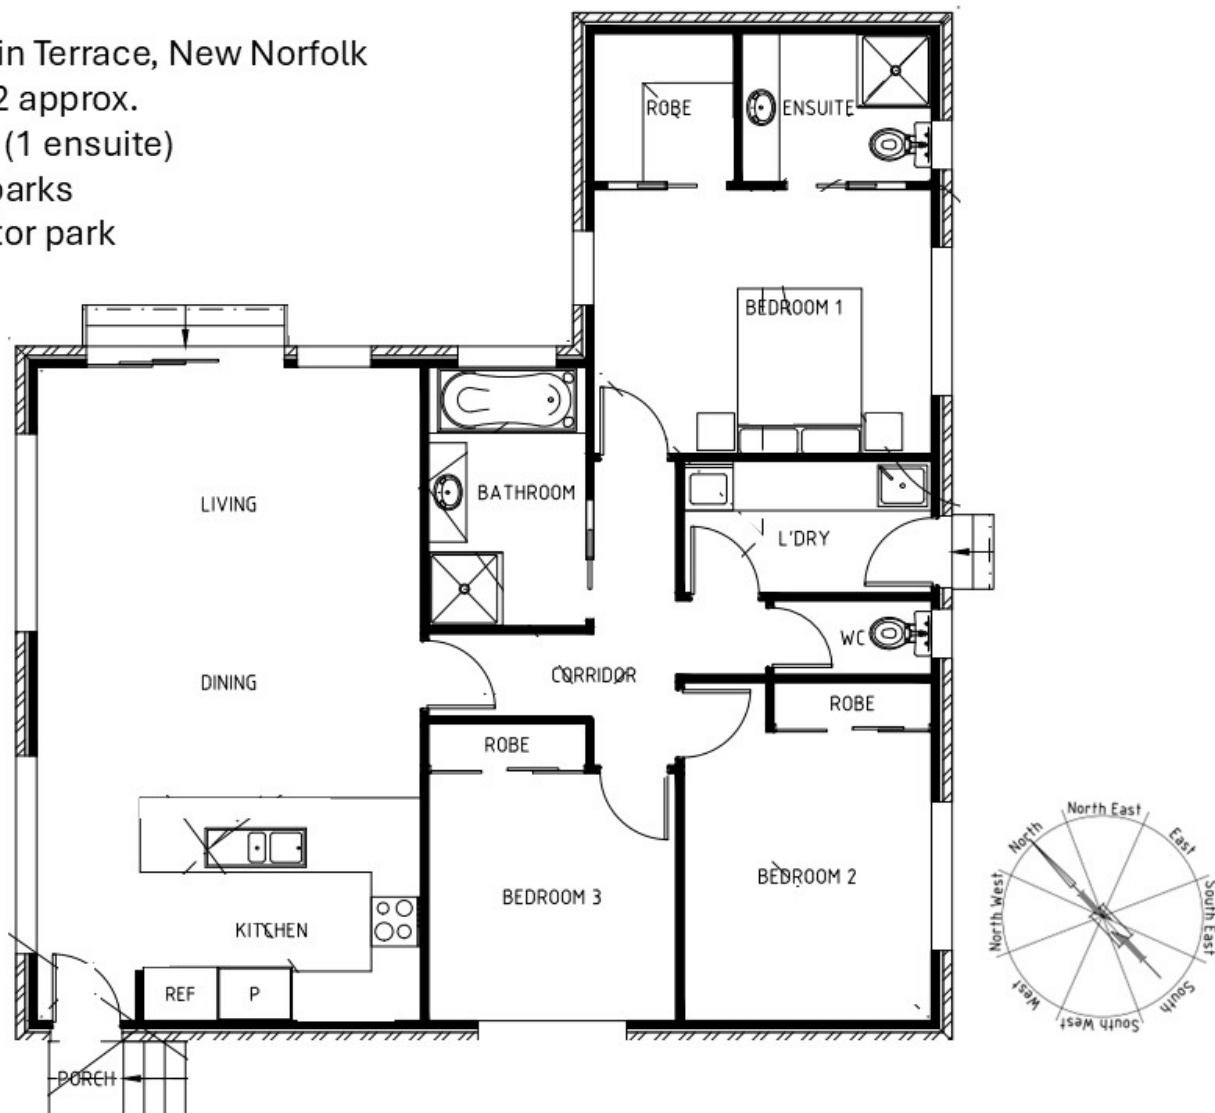 in Terrace, New Norfolk
2 approx.
(1 ensuite)
parks
tor park
ROBE
ENSUITE
BEDROOM 1
LIVING
BATHROOM
L'DRY
WC
DINING
CORRIDOR
ROBE
ROBE
BEDROOM 2
BEDROOM 3
KITCHEN
REF
P
PORCH
North
North East
East
South East
South
South West
West
North West